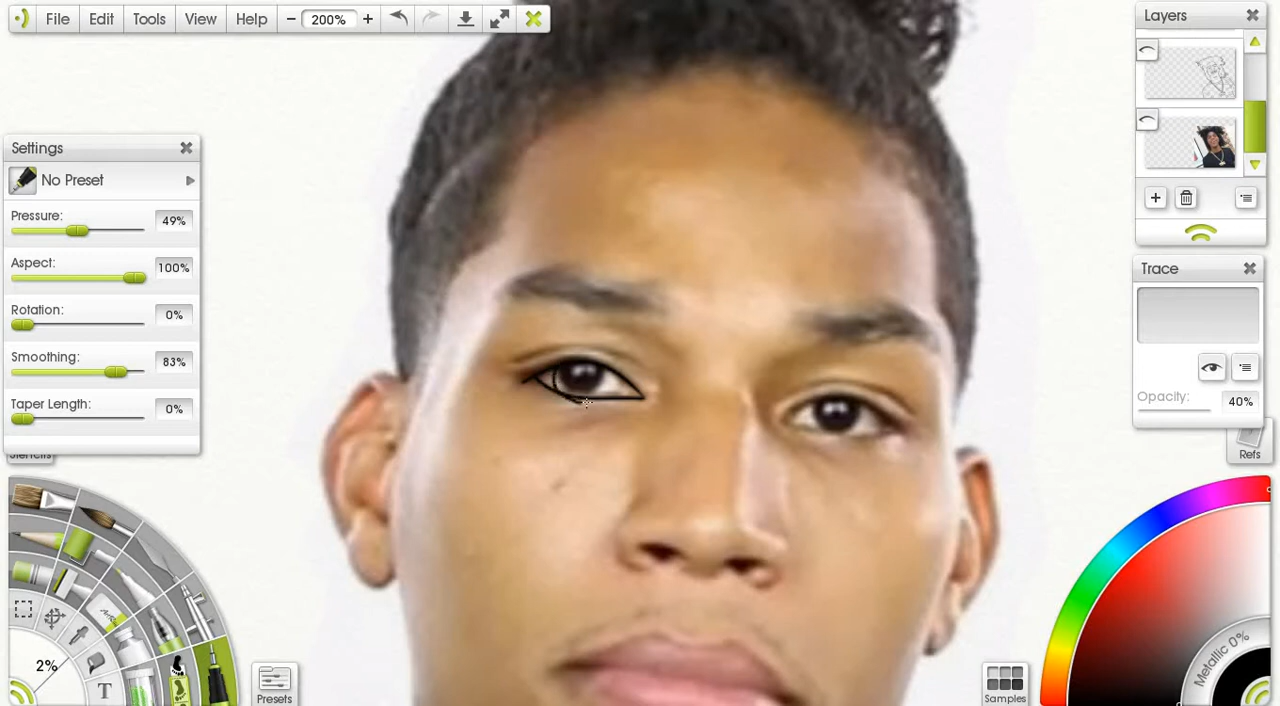 File Edit Tools View Help 200%
Layers
Settings
No Preset
Pressure: 49%
Aspect: 100%
Rotation: 0%
Smoothing: 83%
Taper Length: 0%
Stencils
Trace
Opacity: 40%
Refs
2%
T
Presets
Samples
Metallic 0%